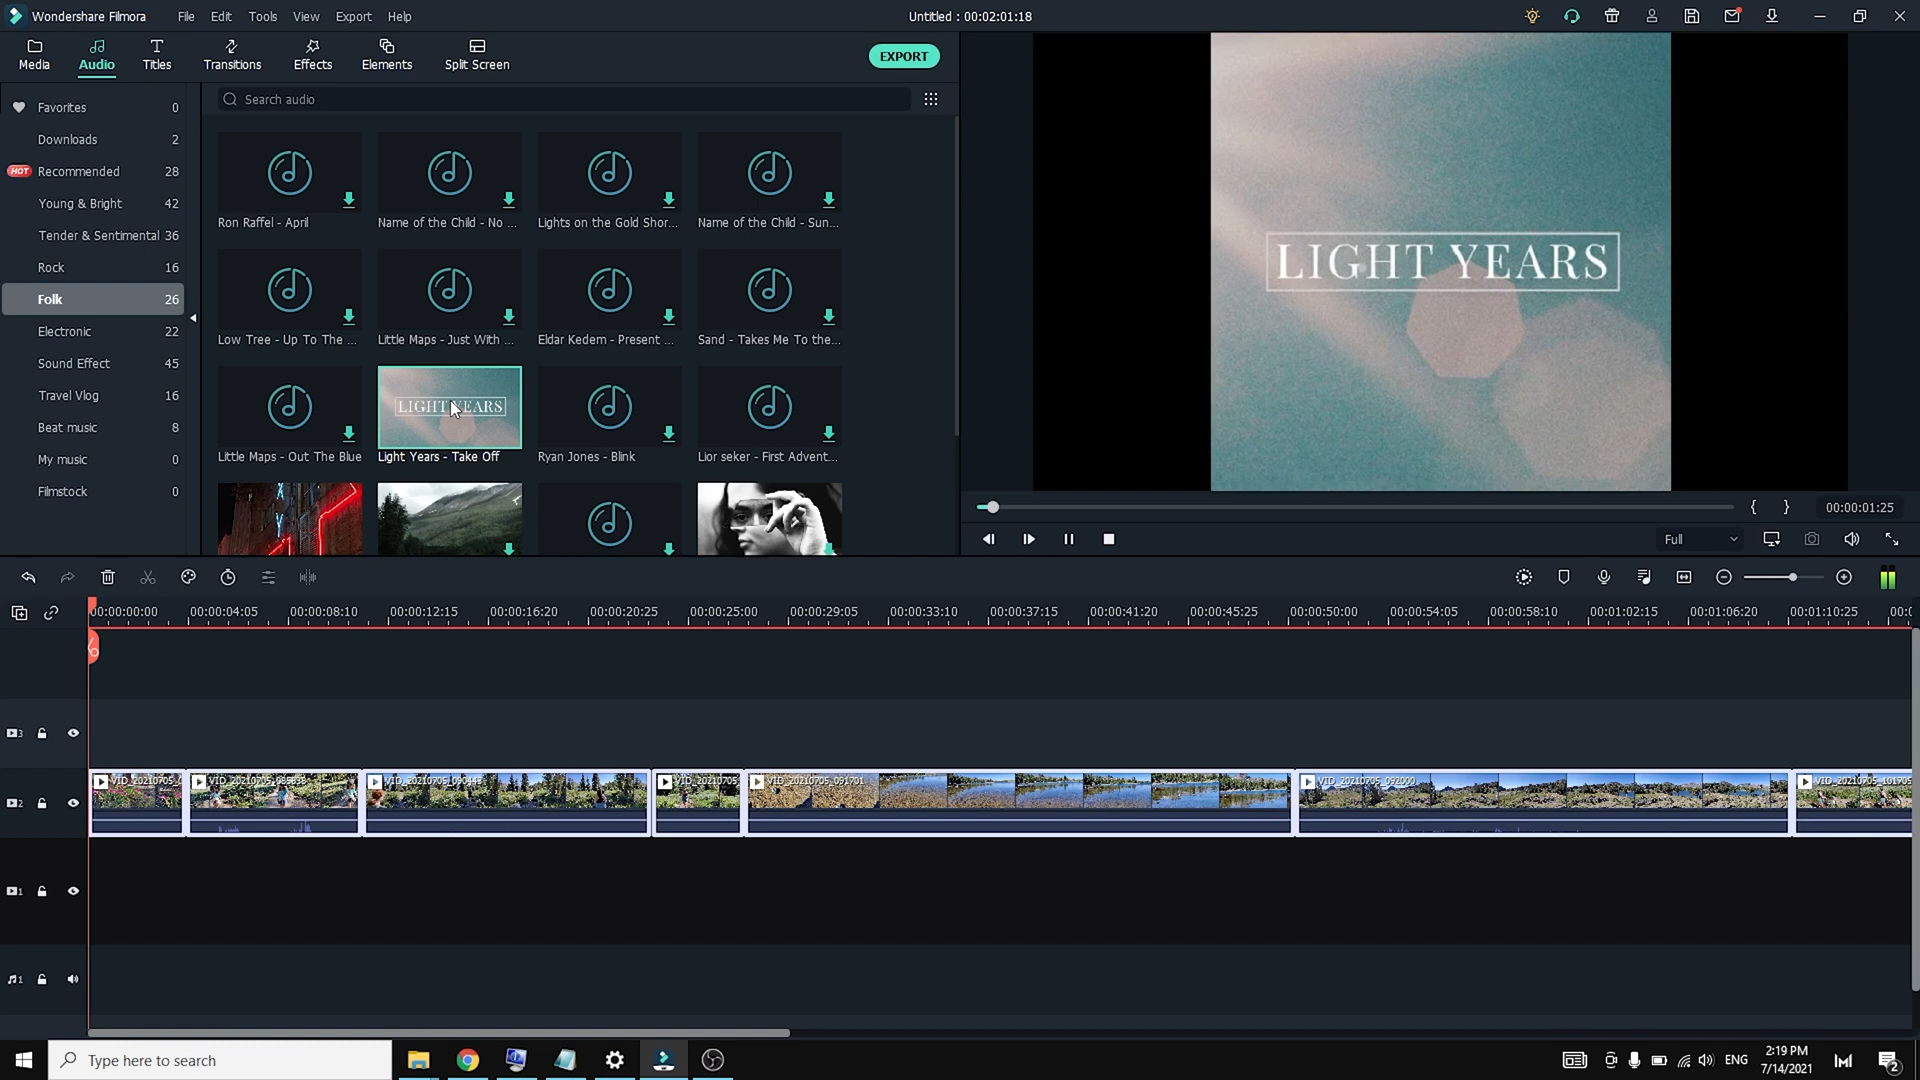 Wondershare Filmora File Edit Tools View Export Help Untitled : 00:02:01:18
Media Audio Titles Transitions Effects Elements Split Screen EXPORT
Favorites 0
Downloads 2
HOT Recommended 28
Young & Bright 42
Tender & Sentimental 36
Rock 16
Folk 26
Electronic 22
Sound Effect 45
Travel Vlog 16
Beat music 8
My music 0
Filmstock 0
Search audio
Ron Raffel - April Name of the Child - No ... Lights on the Gold Shor... Name of the Child - Sun...
Low Tree - Up To The ... Little Maps - Just With ... Eldar Kedem - Present ... Sand - Takes Me To the...
LIGHT YEARS
Little Maps - Out The Blue Light Years - Take Off Ryan Jones - Blink Lior seker - First Advent...
LIGHT YEARS
{ } 00:00:01:25
Full
00:00:00:00 00:00:04:05 00:00:08:10 00:00:12:15 00:00:16:20 00:00:20:25 00:00:25:00 00:00:29:05 00:00:33:10 00:00:37:15 00:00:41:20 00:00:45:25 00:00:50:00 00:00:54:05 00:00:58:10 00:01:02:15 00:01:06:20 00:01:10:25
3
2 VID_20210705_085838 VID_20210705_090443 VID_20210705 VID_20210705_091701 VID_20210705_092000
1
1
Type here to search ENG 2:19 PM
7/14/2021 2